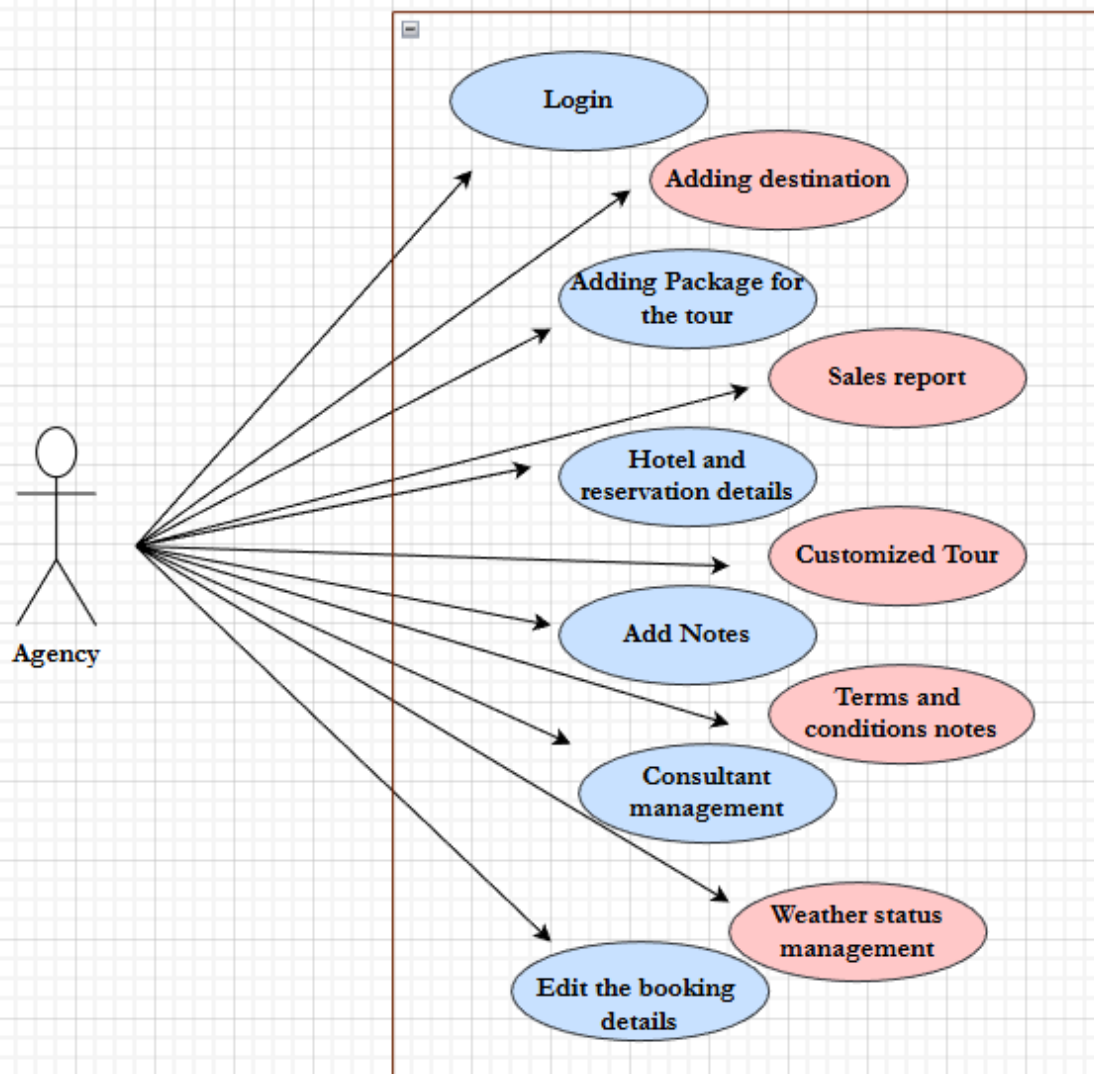 Login
Adding destination
Adding Package for
the tour
Sales report
Hotel and
reservation details
Customized Tour
Add Notes
Agency
Terms and
conditions notes
Consultant
management
Weather status
management
Edit the booking
details